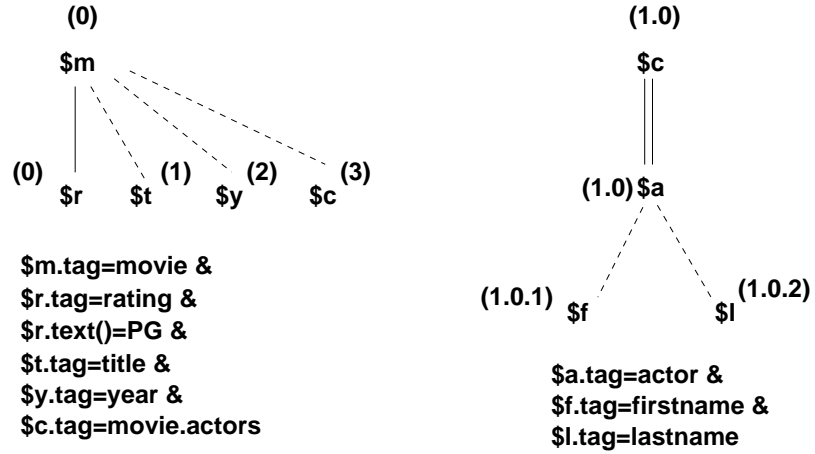 (0)
$m
(0) $r (1) $t (2) $y (3) $c
$m.tag=movie &
$r.tag=rating &
$r.text()=PG &
$t.tag=title &
$y.tag=year &
$c.tag=movie.actors
(1.0)
$c
(1.0) $a
(1.0.1) $f (1.0.2) $l
$a.tag=actor &
$f.tag=firstname &
$l.tag=lastname